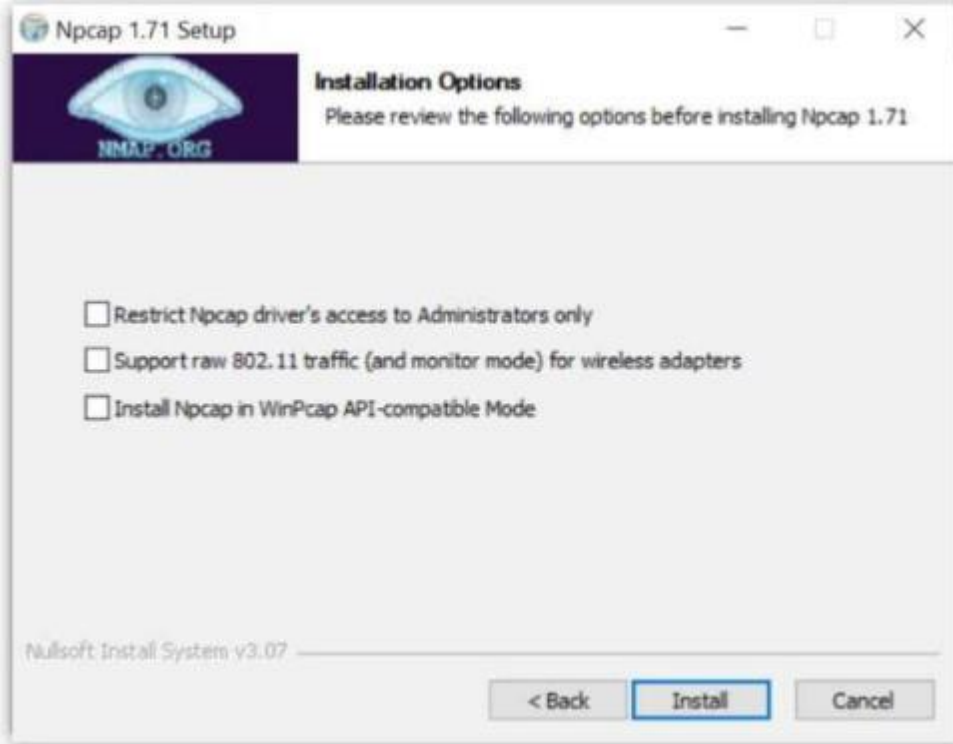 Npcap 1.71 Setup
Installation Options
Please review the following options before installing Npcap 1.71
NMAP.ORG
Restrict Npcap driver's access to Administrators only
Support raw 802.11 traffic (and monitor mode) for wireless adapters
Install Npcap in WinPcap API-compatible Mode
Nullsoft Install System v3.07
< Back Install Cancel